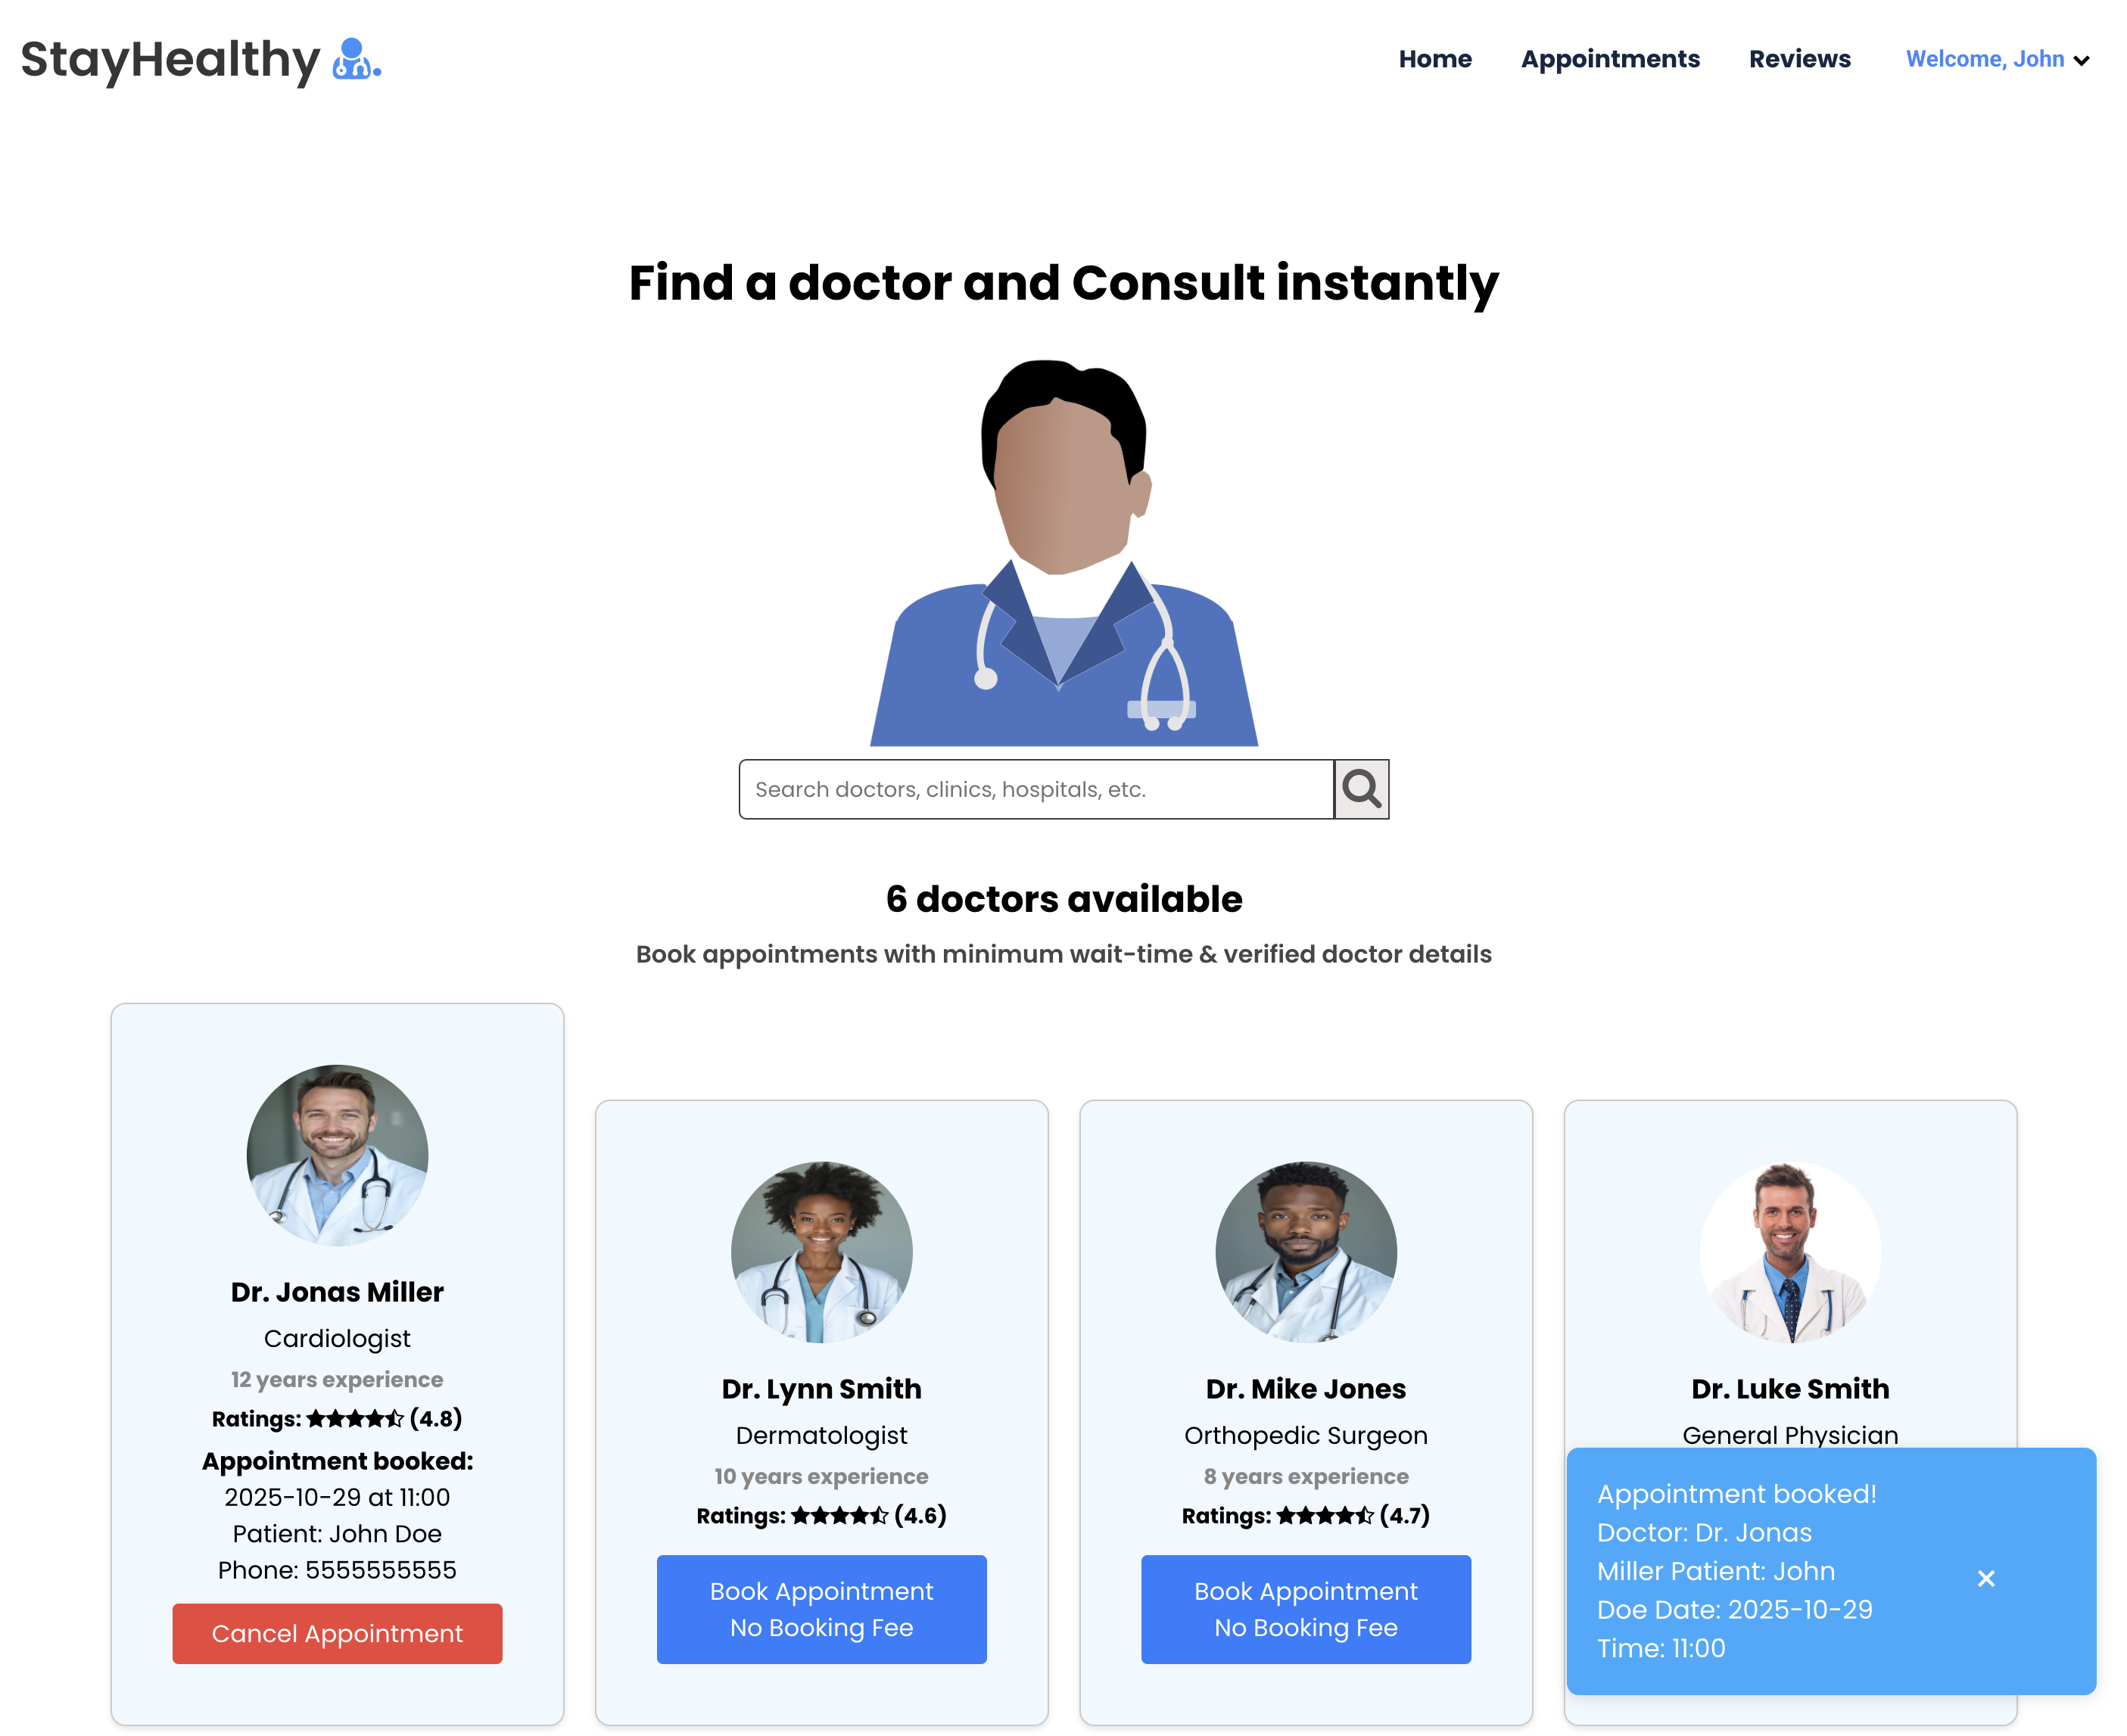 StayHealthy
Home
Appointments
Reviews
Welcome, John
Find a doctor and Consult instantly
Search doctors, clinics, hospitals, etc.
6 doctors available
Book appointments with minimum wait-time & verified doctor details
Dr. Jonas Miller
Cardiologist
12 years experience
Ratings: ★★★★⯪ (4.8)
Appointment booked:
2025-10-29 at 11:00
Patient: John Doe
Phone: 5555555555
Cancel Appointment
Dr. Lynn Smith
Dermatologist
10 years experience
Ratings: ★★★★⯪ (4.6)
Book Appointment
No Booking Fee
Dr. Mike Jones
Orthopedic Surgeon
8 years experience
Ratings: ★★★★⯪ (4.7)
Book Appointment
No Booking Fee
Dr. Luke Smith
General Physician
Appointment booked!
Doctor: Dr. Jonas
Miller Patient: John
Doe Date: 2025-10-29
Time: 11:00